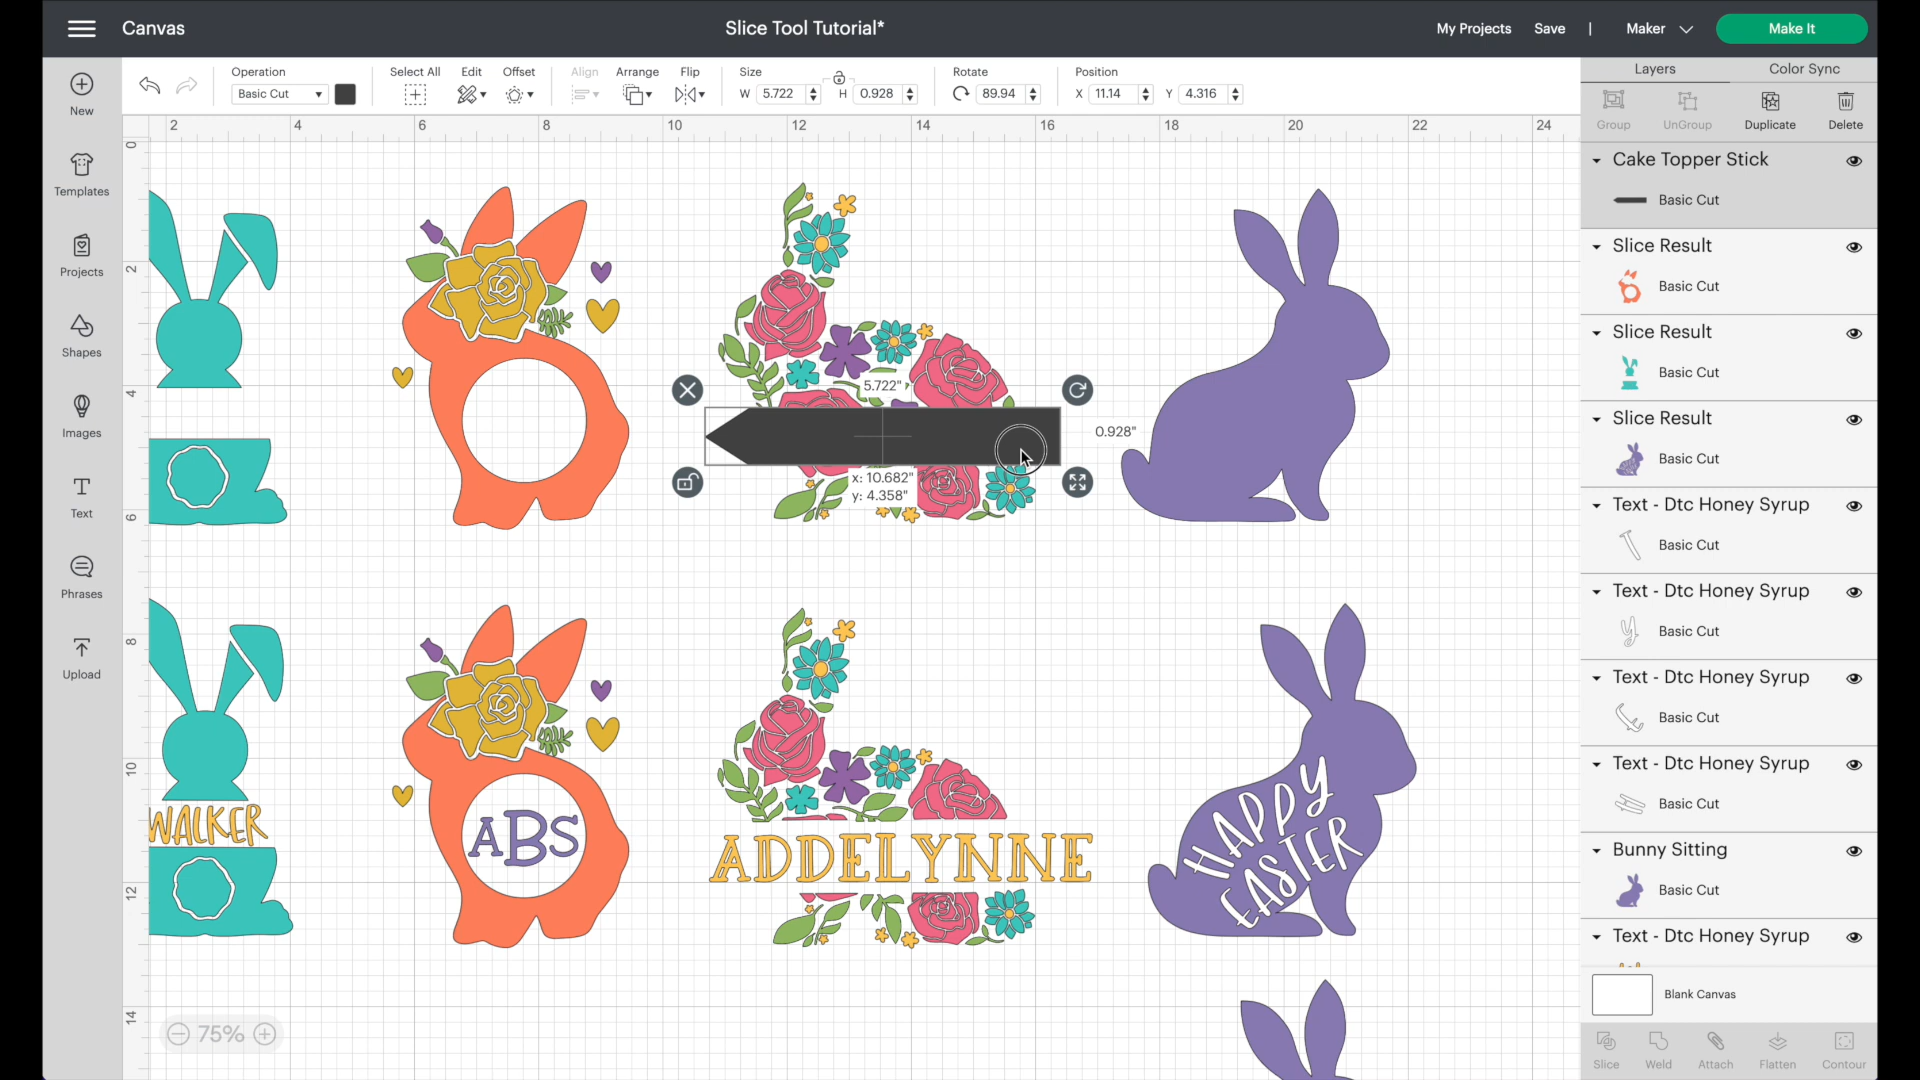 Canvas
Slice Tool Tutorial*
My Projects
Save
|
Maker
Make It
New
Templates
Projects
Shapes
Images
Text
Phrases
Upload
Operation
Basic Cut
Select All
Edit
Offset
Align
Arrange
Flip
Size
W 5.722
H 0.928
Rotate
89.94
Position
X 11.14
Y 4.316
2 4 6 8 10 12 14 16 18 20 22 24
0
2
4
6
8
10
12
14
5.722"
0.928"
x: 10.682"
y: 4.358"
WALKER
ABS
ADDELYNNE
HAPPY
EASTER
75%
Layers
Color Sync
Group
UnGroup
Duplicate
Delete
Cake Topper Stick
Basic Cut
Slice Result
Basic Cut
Slice Result
Basic Cut
Slice Result
Basic Cut
Text - Dtc Honey Syrup
Basic Cut
Text - Dtc Honey Syrup
Basic Cut
Text - Dtc Honey Syrup
Basic Cut
Text - Dtc Honey Syrup
Basic Cut
Bunny Sitting
Basic Cut
Text - Dtc Honey Syrup
Blank Canvas
Slice
Weld
Attach
Flatten
Contour